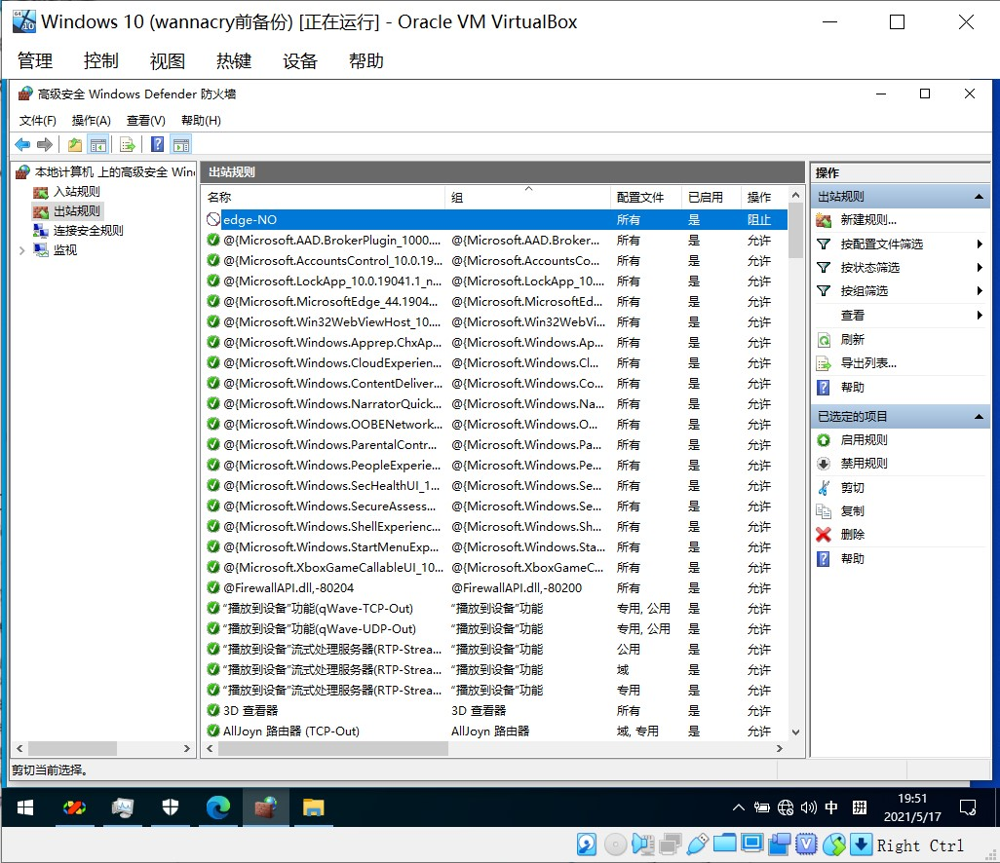 Windows 10 (wannacry前备份) [正在运行] - Oracle VM VirtualBox
管理 控制 视图 热键 设备 帮助
高级安全 Windows Defender 防火墙
文件(F) 操作(A) 查看(V) 帮助(H)
本地计算机 上的高级安全 Win
入站规则
出站规则
连接安全规则
监视
出站规则
名称 组 配置文件 已启用 操作
edge-NO 所有 是 阻止
@{Microsoft.AAD.BrokerPlugin_1000.... @{Microsoft.AAD.Broker... 所有 是 允许
@{Microsoft.AccountsControl_10.0.19... @{Microsoft.AccountsCo... 所有 是 允许
@{Microsoft.LockApp_10.0.19041.1_n... @{Microsoft.LockApp_10.... 所有 是 允许
@{Microsoft.MicrosoftEdge_44.1904... @{Microsoft.MicrosoftEd... 所有 是 允许
@{Microsoft.Win32WebViewHost_10.... @{Microsoft.Win32WebVi... 所有 是 允许
@{Microsoft.Windows.Apprep.ChxAp... @{Microsoft.Windows.Ap... 所有 是 允许
@{Microsoft.Windows.CloudExperien... @{Microsoft.Windows.Cl... 所有 是 允许
@{Microsoft.Windows.ContentDeliver... @{Microsoft.Windows.Co... 所有 是 允许
@{Microsoft.Windows.NarratorQuick... @{Microsoft.Windows.Na... 所有 是 允许
@{Microsoft.Windows.OOBENetwork... @{Microsoft.Windows.O... 所有 是 允许
@{Microsoft.Windows.ParentalContr... @{Microsoft.Windows.Pa... 所有 是 允许
@{Microsoft.Windows.PeopleExperie... @{Microsoft.Windows.Pe... 所有 是 允许
@{Microsoft.Windows.SecHealthUI_1... @{Microsoft.Windows.Se... 所有 是 允许
@{Microsoft.Windows.SecureAssess... @{Microsoft.Windows.Se... 所有 是 允许
@{Microsoft.Windows.ShellExperienc... @{Microsoft.Windows.Sh... 所有 是 允许
@{Microsoft.Windows.StartMenuExp... @{Microsoft.Windows.Sta... 所有 是 允许
@{Microsoft.XboxGameCallableUI_10... @{Microsoft.XboxGameC... 所有 是 允许
@FirewallAPI.dll,-80204 @FirewallAPI.dll,-80200 所有 是 允许
“播放到设备”功能(qWave-TCP-Out) “播放到设备”功能 专用, 公用 是 允许
“播放到设备”功能(qWave-UDP-Out) “播放到设备”功能 专用, 公用 是 允许
“播放到设备”流式处理服务器(RTP-Strea... “播放到设备”功能 公用 是 允许
“播放到设备”流式处理服务器(RTP-Strea... “播放到设备”功能 域 是 允许
“播放到设备”流式处理服务器(RTP-Strea... “播放到设备”功能 专用 是 允许
3D 查看器 3D 查看器 所有 是 允许
AllJoyn 路由器 (TCP-Out) AllJoyn 路由器 域, 专用 是 允许
操作
出站规则
新建规则...
按配置文件筛选
按状态筛选
按组筛选
查看
刷新
导出列表...
帮助
已选定的项目
启用规则
禁用规则
剪切
复制
删除
帮助
剪切当前选择。
中 拼 19:51
2021/5/17
Right Ctrl